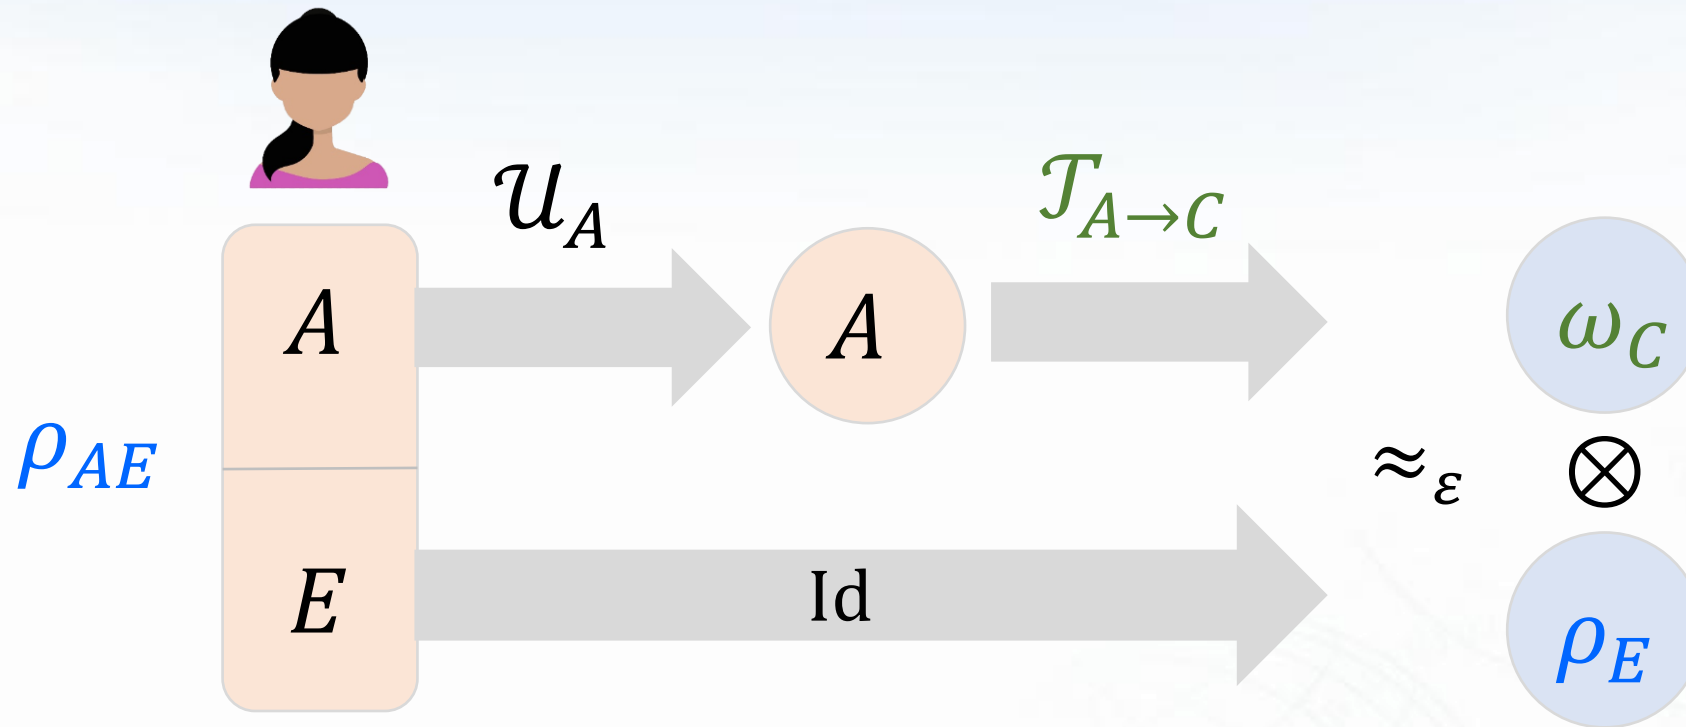 𝒰_A
𝒯_{A→C}
A
A
ω_C
ρ_{AE}
≈_ε ⊗
E
Id
ρ_E